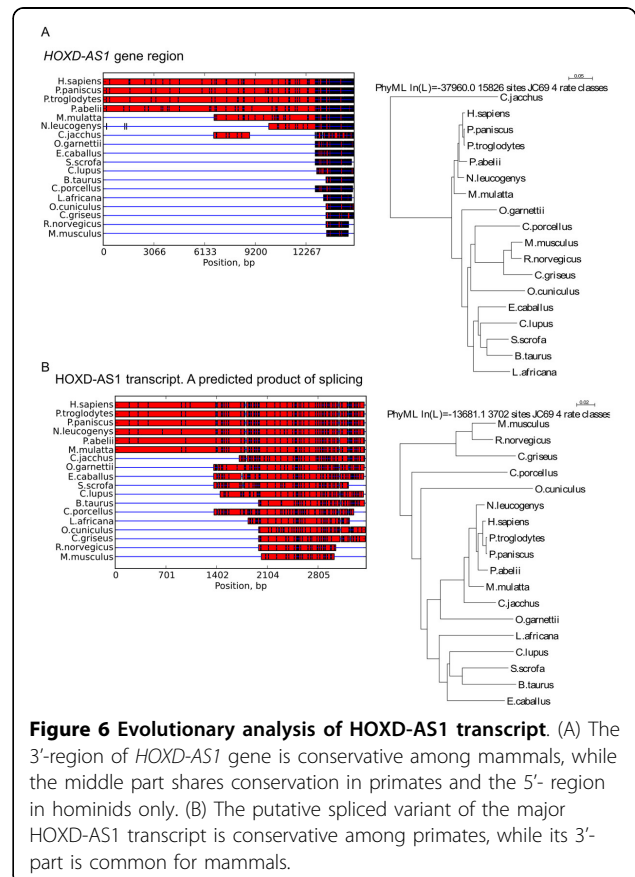 A
HOXD-AS1 gene region
H.sapiens
P.paniscus
P.troglodytes
P.abelii
M.mulatta
N.leucogenys
C.jacchus
O.garnettii
E.caballus
S.scrofa
C.lupus
B.taurus
C.porcellus
L.africana
O.cuniculus
C.griseus
R.norvegicus
M.musculus
0 3066 6133 9200 12267
Position, bp
0.05
PhyML ln(L)=-37960.0 15826 sites JC69 4 rate classes
C.jacchus
H.sapiens
P.paniscus
P.troglodytes
P.abelii
N.leucogenys
M.mulatta
O.garnettii
C.porcellus
M.musculus
R.norvegicus
C.griseus
O.cuniculus
E.caballus
C.lupus
S.scrofa
B.taurus
L.africana
B
HOXD-AS1 transcript. A predicted product of splicing
H.sapiens
P.troglodytes
P.paniscus
N.leucogenys
P.abelii
M.mulatta
C.jacchus
O.garnettii
E.caballus
S.scrofa
C.lupus
B.taurus
C.porcellus
L.africana
O.cuniculus
C.griseus
R.norvegicus
M.musculus
0 701 1402 2104 2805
Position, bp
0.02
PhyML ln(L)=-13681.1 3702 sites JC69 4 rate classes
M.musculus
R.norvegicus
C.griseus
C.porcellus
O.cuniculus
N.leucogenys
H.sapiens
P.troglodytes
P.paniscus
P.abelii
M.mulatta
C.jacchus
O.garnettii
L.africana
C.lupus
S.scrofa
B.taurus
E.caballus
Figure 6 Evolutionary analysis of HOXD-AS1 transcript. (A) The
3'-region of HOXD-AS1 gene is conservative among mammals, while
the middle part shares conservation in primates and the 5'- region
in hominids only. (B) The putative spliced variant of the major
HOXD-AS1 transcript is conservative among primates, while its 3'-
part is common for mammals.